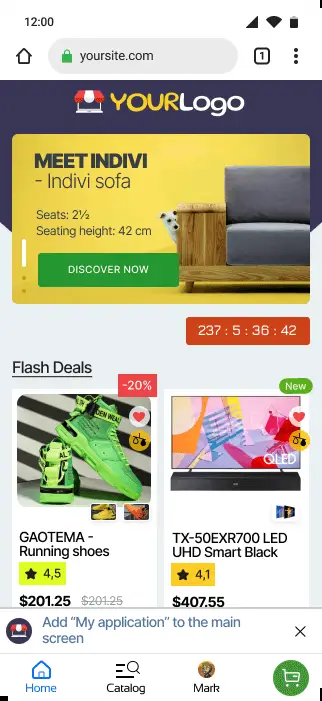 12:00
yoursite.com
1
YOURLogo
MEET INDIVI
- Indivi sofa
Seats: 2½
Seating height: 42 cm
DISCOVER NOW
237 : 5 : 36 : 42
Flash Deals
-20%
New
QLED
GAOTEMA -
Running shoes
4,5
$201.25 $201.25
TX-50EXR700 LED
UHD Smart Black
4,1
$407.55
Add “My application” to the main
screen
Home
Catalog
Mark